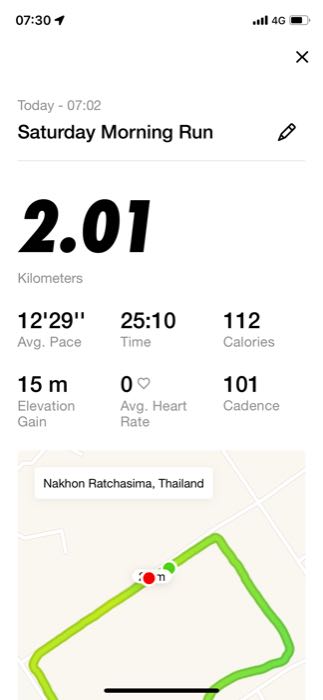 07:30 4G
Today - 07:02
Saturday Morning Run
2.01
Kilometers
12'29'' 25:10 112
Avg. Pace Time Calories
15 m 0 101
Elevation Gain Avg. Heart Rate Cadence
Nakhon Ratchasima, Thailand